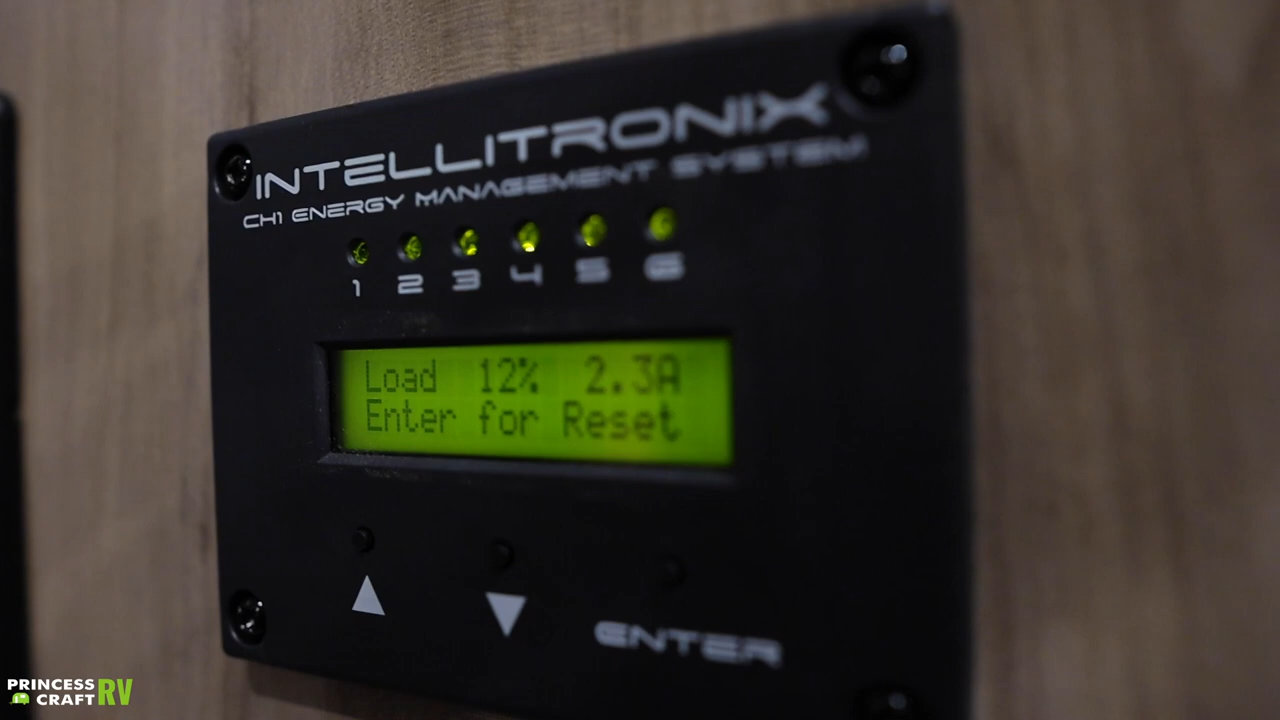 INTELLITRONIX
CH1 ENERGY MANAGEMENT SYSTEM
1 2 3 4 5 6
Load 12% 2.3A
Enter for Reset
ENTER
PRINCESS
CRAFT RV